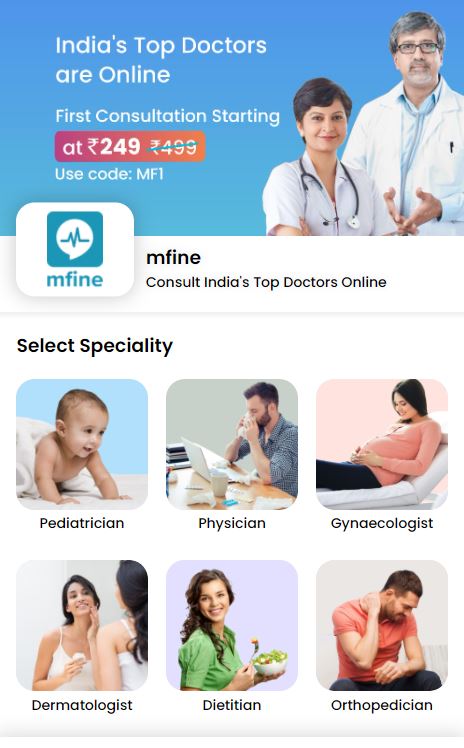 India's Top Doctors
are Online
First Consultation Starting
at ₹249 ₹499
Use code: MF1
mfine
mfine
Consult India's Top Doctors Online
Select Speciality
Pediatrician
Physician
Gynaecologist
Dermatologist
Dietitian
Orthopedician